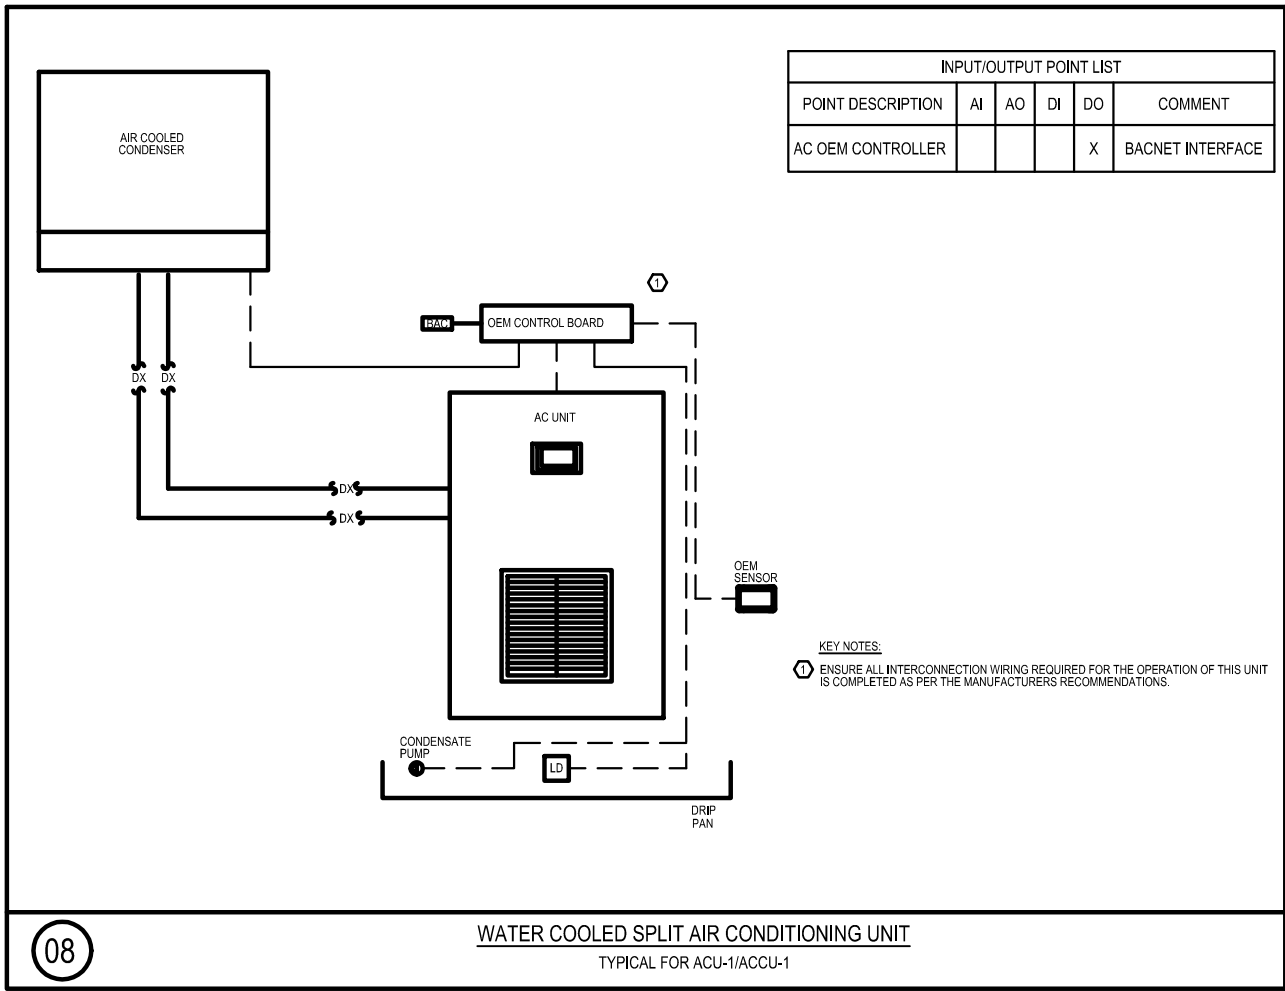 INPUT/OUTPUT POINT LIST
POINT DESCRIPTION AI AO DI DO COMMENT
AC OEM CONTROLLER X BACNET INTERFACE
AIR COOLED
CONDENSER
1
BACI
OEM CONTROL BOARD
DX DX
AC UNIT
DX
DX
OEM
SENSOR
KEY NOTES:
1 ENSURE ALL INTERCONNECTION WIRING REQUIRED FOR THE OPERATION OF THIS UNIT
IS COMPLETED AS PER THE MANUFACTURERS RECOMMENDATIONS.
CONDENSATE
PUMP
LD
DRIP
PAN
08
WATER COOLED SPLIT AIR CONDITIONING UNIT
TYPICAL FOR ACU-1/ACCU-1